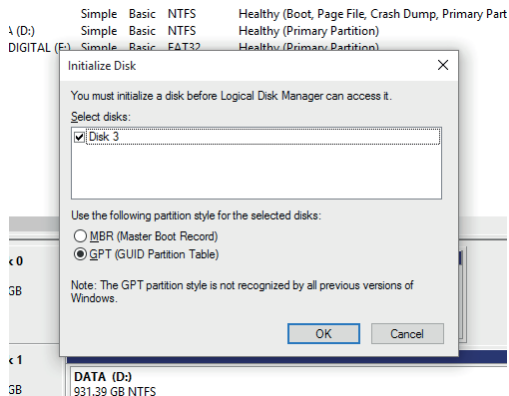 Simple Basic NTFS Healthy (Boot, Page File, Crash Dump, Primary Part
(D:) Simple Basic NTFS Healthy (Primary Partition)
DIGITAL (E:) Simple Basic FAT32 Healthy (Primary Partition)
Initialize Disk
You must initialize a disk before Logical Disk Manager can access it.
Select disks:
Disk 3
Use the following partition style for the selected disks:
MBR (Master Boot Record)
GPT (GUID Partition Table)
Note: The GPT partition style is not recognized by all previous versions of
Windows.
OK Cancel
0
GB
1
GB
DATA (D:)
931.39 GB NTFS